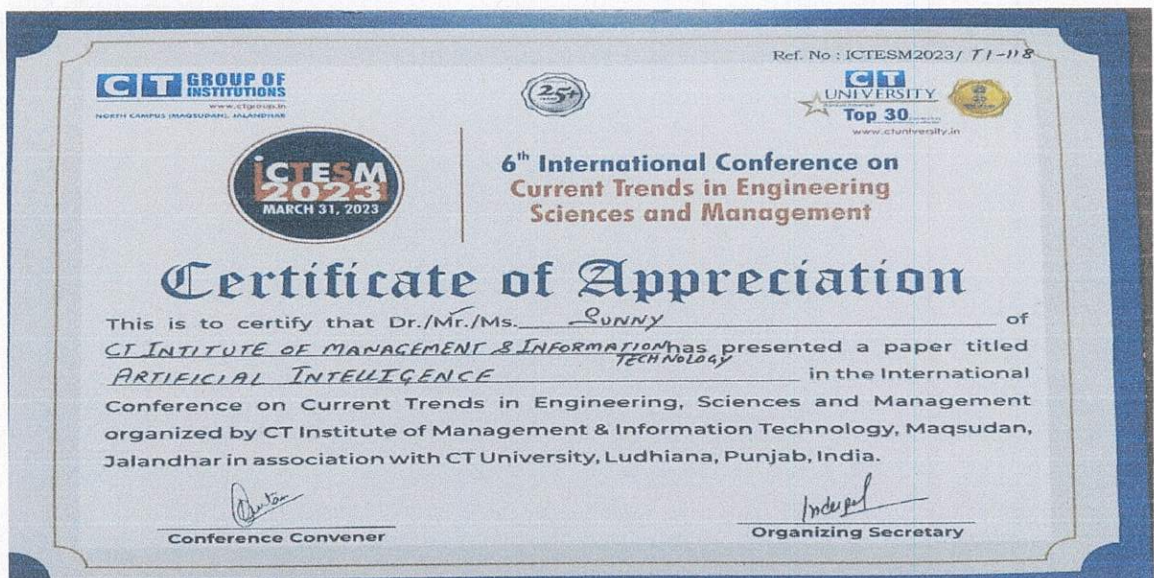 Ref. No : ICTESM2023/ T1-118
CT GROUP OF INSTITUTIONS
www.ctgroup.in
NORTH CAMPUS (MAQSUDAN), JALANDHAR
25+
YEARS
CT UNIVERSITY
Top 30
www.ctuniversity.in
ICTESM
2023
MARCH 31, 2023
6th International Conference on
Current Trends in Engineering
Sciences and Management
Certificate of Appreciation
This is to certify that Dr./Mr./Ms. SUNNY of
CT INTITUTE OF MANAGEMENT & INFORMATION TECHNOLOGY has presented a paper titled
ARTIFICIAL INTELLIGENCE in the International
Conference on Current Trends in Engineering, Sciences and Management
organized by CT Institute of Management & Information Technology, Maqsudan,
Jalandhar in association with CT University, Ludhiana, Punjab, India.
Inderpal
Conference Convener
Organizing Secretary